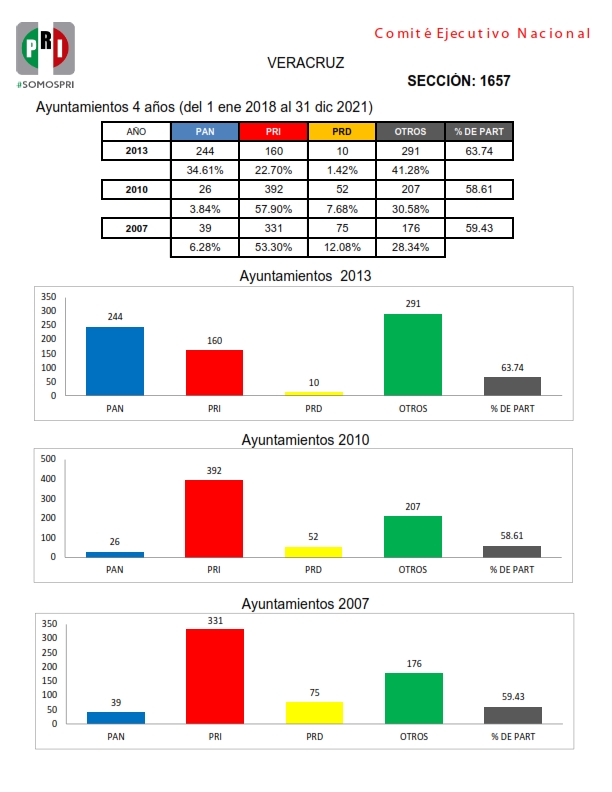 Comité Ejecutivo Nacional
PRI
#SOMOSPRI
VERACRUZ
SECCIÓN: 1657
Ayuntamientos 4 años (del 1 ene 2018 al 31 dic 2021)
AÑO PAN PRI PRD OTROS % DE PART
2013 244 160 10 291 63.74
34.61% 22.70% 1.42% 41.28%
2010 26 392 52 207 58.61
3.84% 57.90% 7.68% 30.58%
2007 39 331 75 176 59.43
6.28% 53.30% 12.08% 28.34%
Ayuntamientos 2013
350
300
250
200
150
100
50
0
244 160 10 291 63.74
PAN PRI PRD OTROS % DE PART
Ayuntamientos 2010
500
400
300
200
100
0
26 392 52 207 58.61
PAN PRI PRD OTROS % DE PART
Ayuntamientos 2007
350
300
250
200
150
100
50
0
39 331 75 176 59.43
PAN PRI PRD OTROS % DE PART